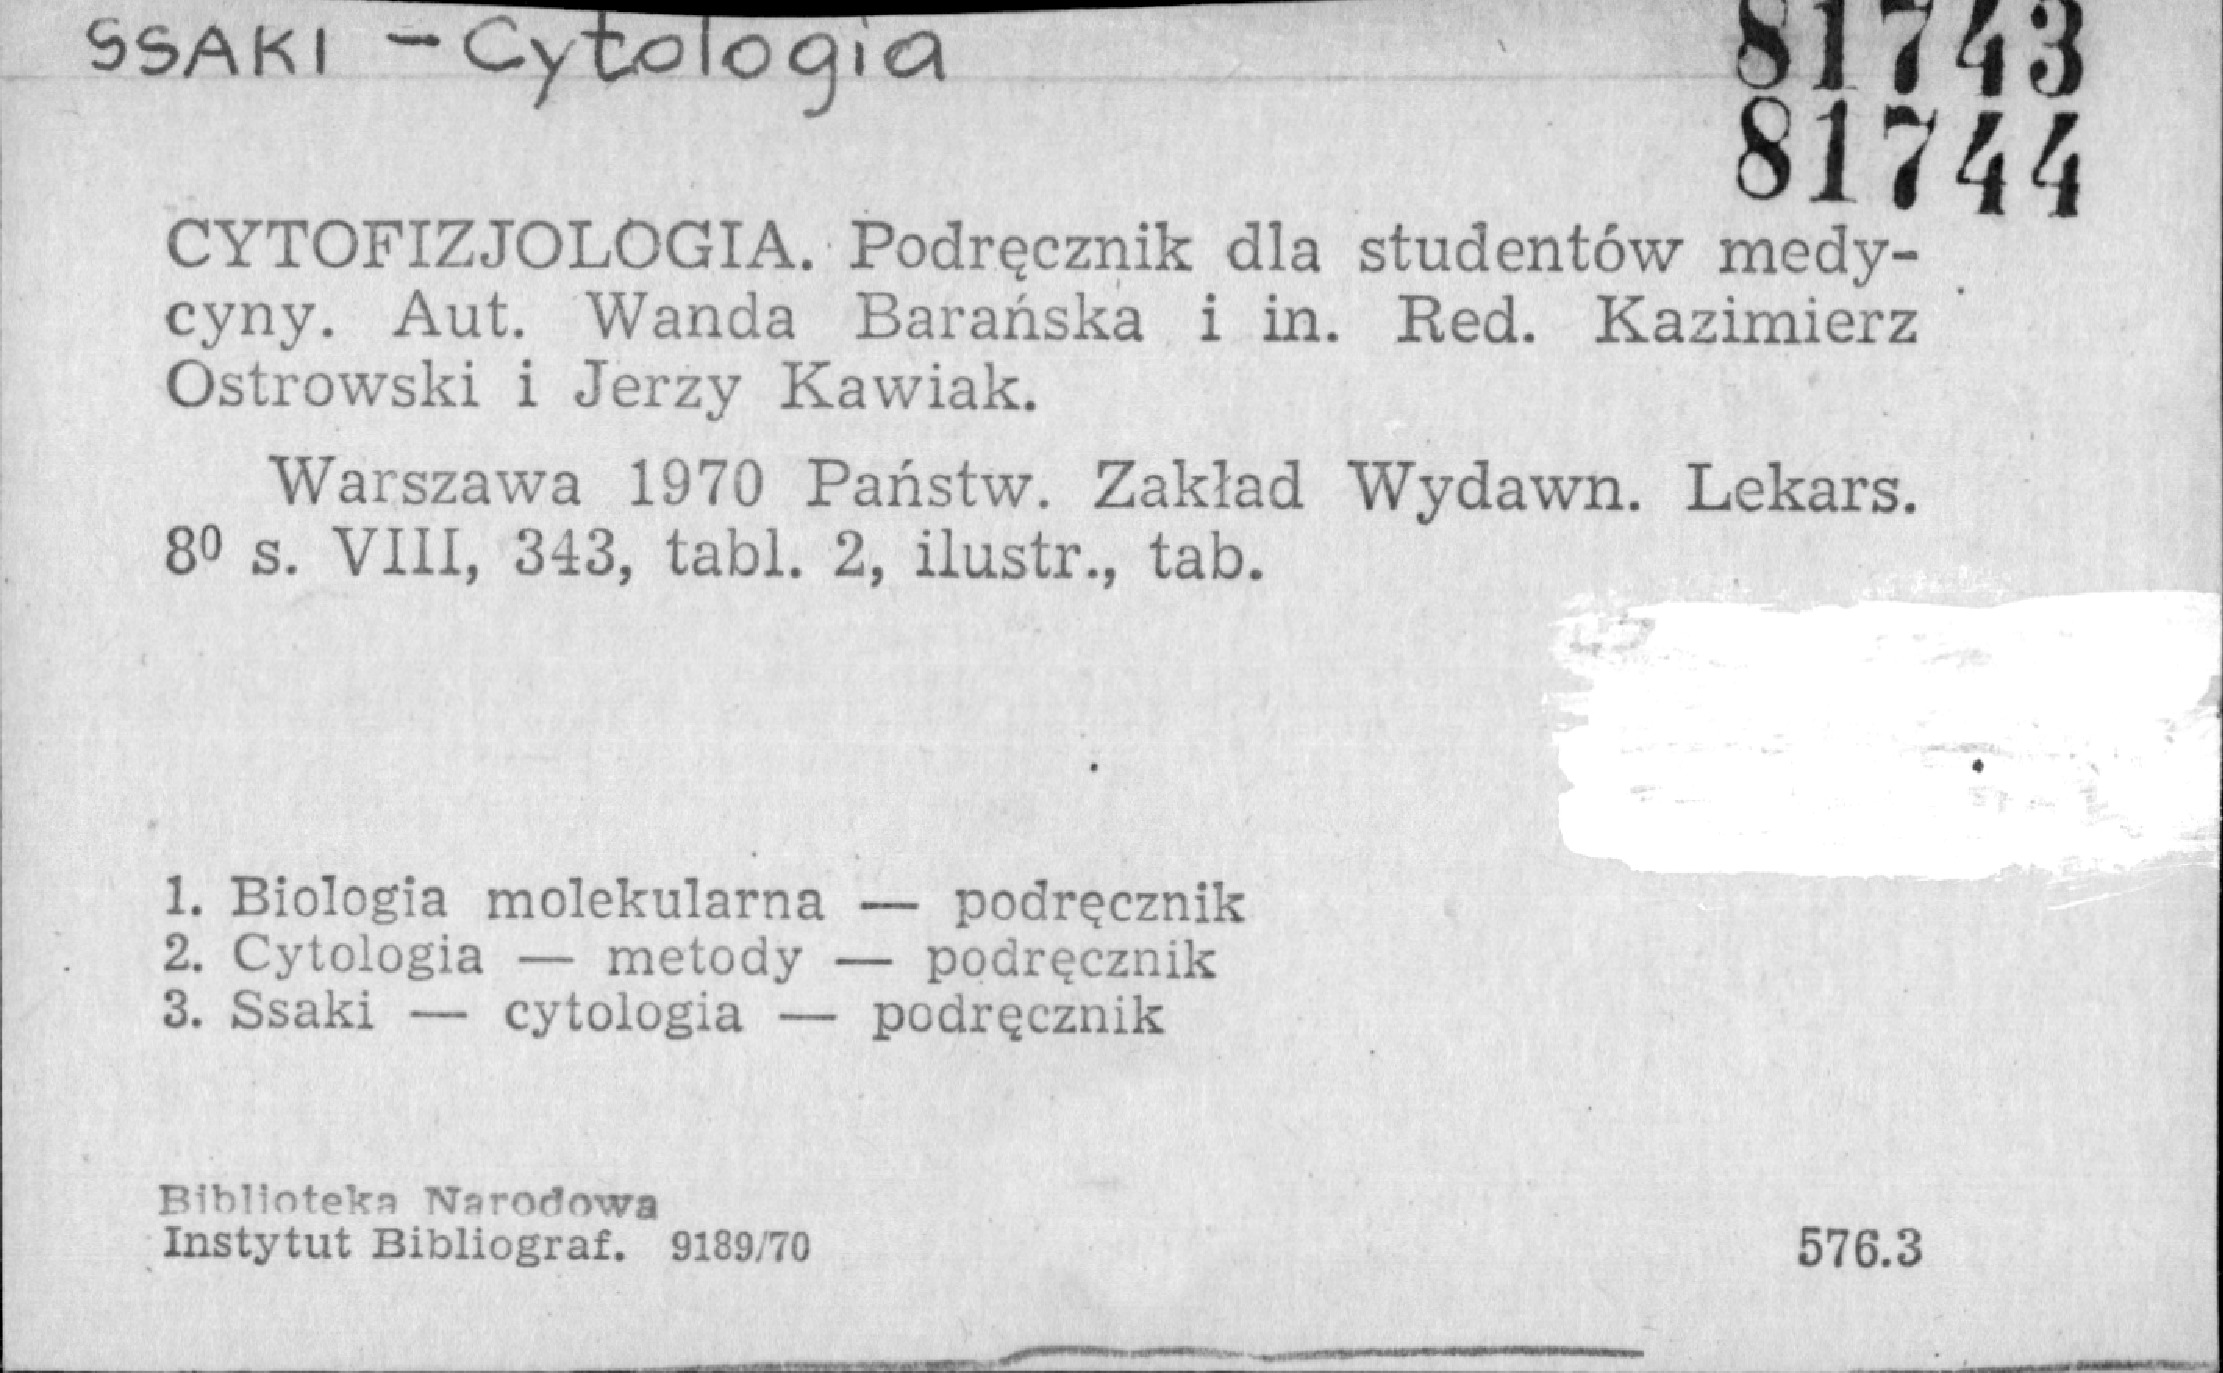 SSAKI - Cytologia
81743
81744
CYTOFIZJOLOGIA. Podręcznik dla studentów medy-
cyny. Aut. Wanda Barańska i in. Red. Kazimierz
Ostrowski i Jerzy Kawiak.
Warszawa 1970 Państw. Zakład Wydawn. Lekars.
8⁰ s. VIII, 343, tabl. 2, ilustr., tab.
1. Biologia molekularna — podręcznik
2. Cytologia — metody — podręcznik
3. Ssaki — cytologia — podręcznik
Biblioteka Narodowa
Instytut Bibliograf. 9189/70
576.3